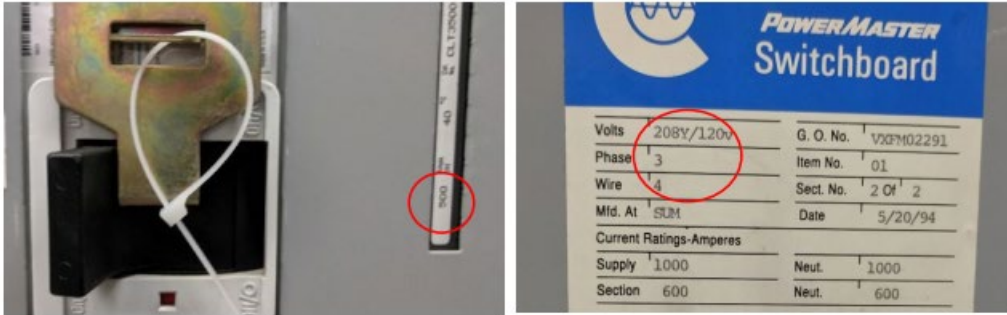 500
40
CLT3500
POWERMASTER
Switchboard
Volts 208Y/120v G. O. No. VXFM02291
Phase 3 Item No. 01
Wire 4 Sect. No. 2 Of 2
Mfd. At SUM Date 5/20/94
Current Ratings-Amperes
Supply 1000 Neut. 1000
Section 600 Neut. 600